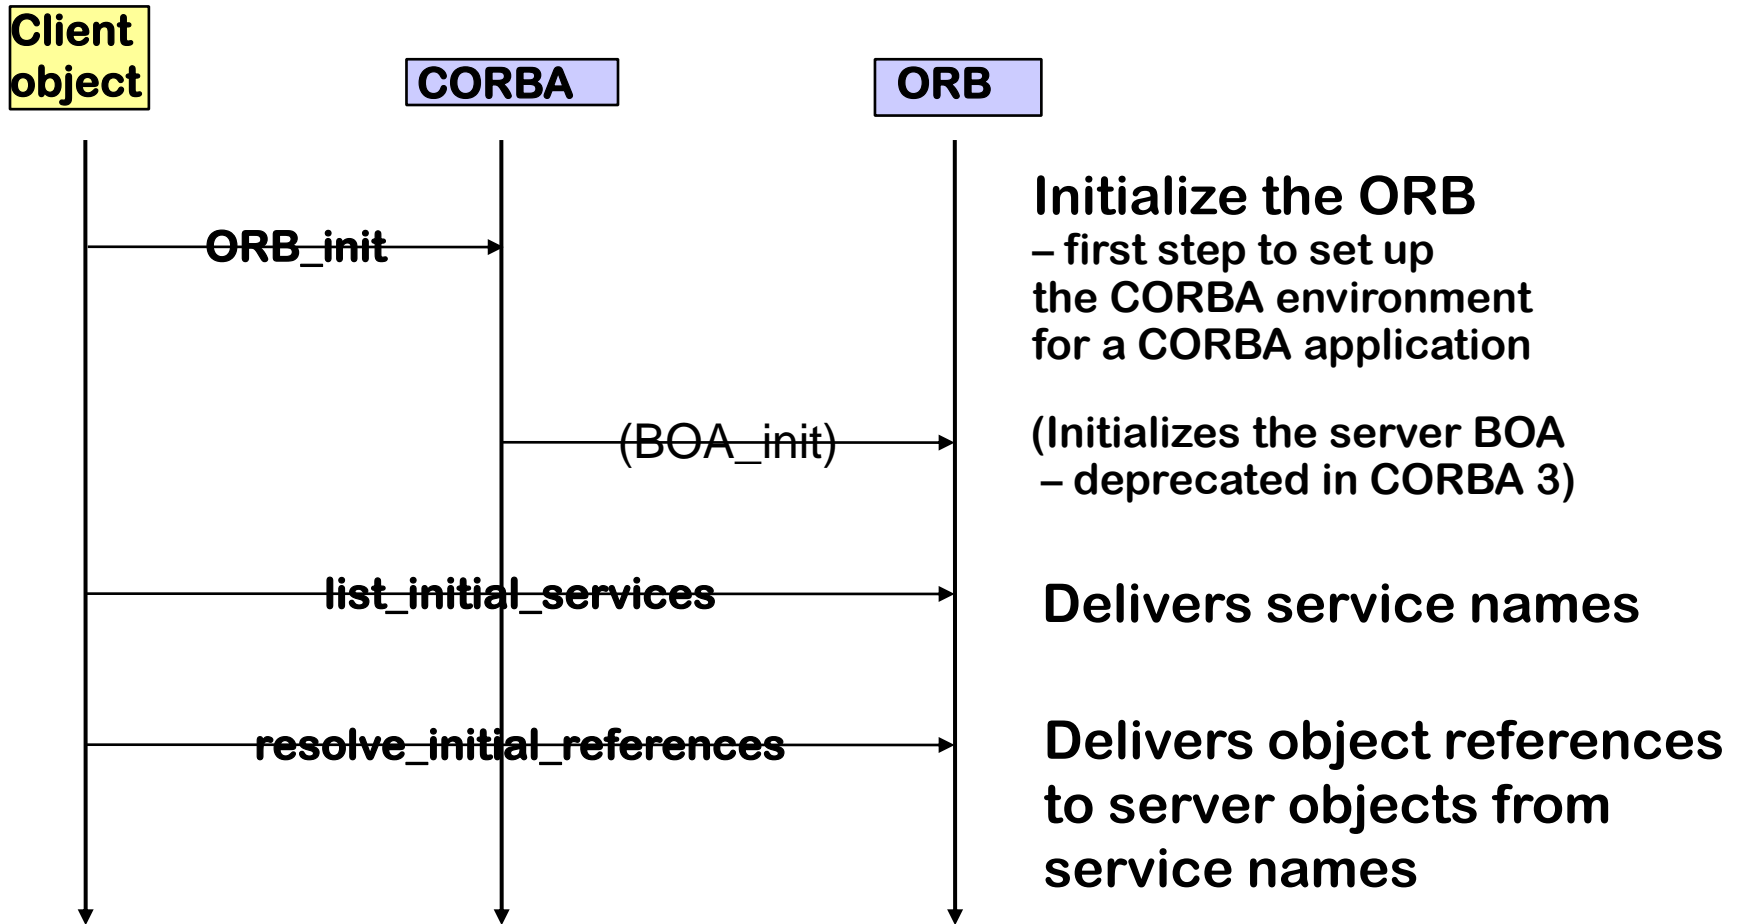 Client
object
CORBA
ORB
Initialize the ORB
– first step to set up
the CORBA environment
for a CORBA application
ORB_init
(BOA_init)
(Initializes the server BOA
– deprecated in CORBA 3)
list_initial_services
Delivers service names
resolve_initial_references
Delivers object references
to server objects from
service names